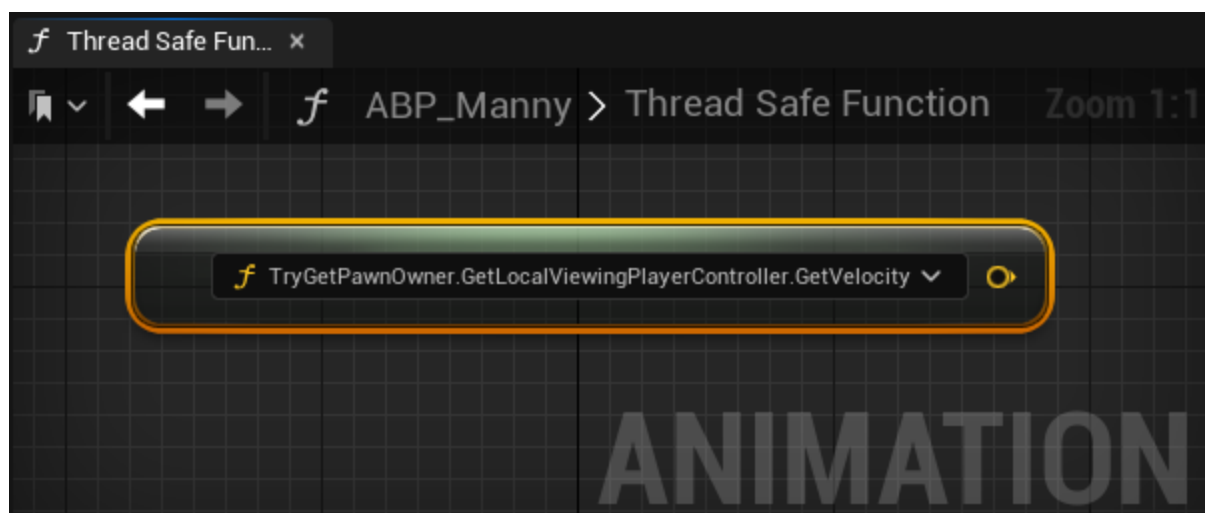 f Thread Safe Fun... ×
f ABP_Manny > Thread Safe Function Zoom 1:1
f TryGetPawnOwner.GetLocalViewingPlayerController.GetVelocity
ANIMATION